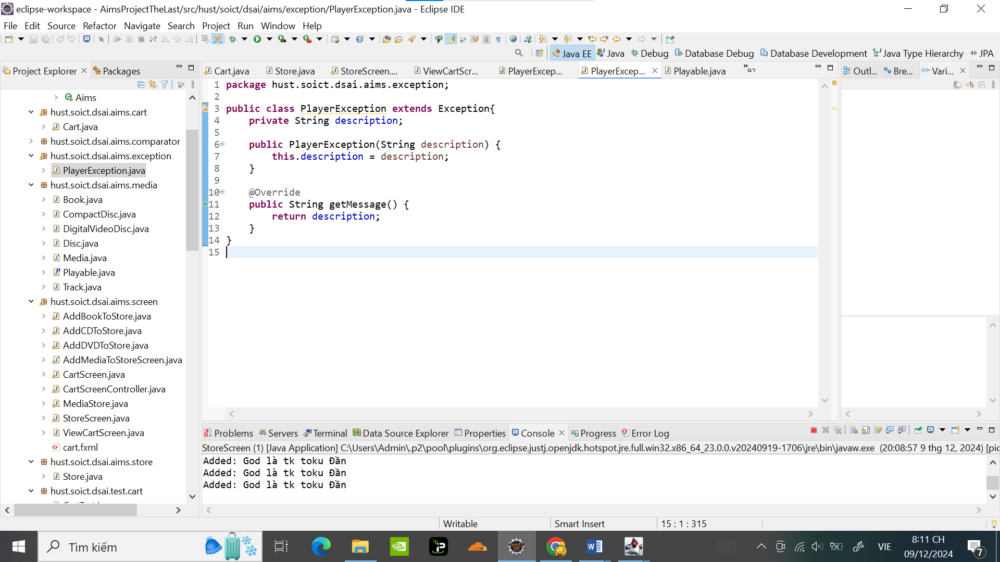 eclipse-workspace - AimsProjectTheLast/src/hust/soict/dsai/aims/exception/PlayerException.java - Eclipse IDE
File Edit Source Refactor Navigate Search Project Run Window Help
Java EE Java Debug Database Debug Database Development Java Type Hierarchy JPA
Project Explorer Packages
Cart.java Store.java StoreScreen.... ViewCartScr... PlayerExcep... PlayerExcep... Playable.java »92
Outl... Bre... (x)= Vari...
Aims
hust.soict.dsai.aims.cart
Cart.java
hust.soict.dsai.aims.comparator
hust.soict.dsai.aims.exception
PlayerException.java
hust.soict.dsai.aims.media
Book.java
CompactDisc.java
DigitalVideoDisc.java
Disc.java
Media.java
Playable.java
Track.java
hust.soict.dsai.aims.screen
AddBookToStore.java
AddCDToStore.java
AddDVDToStore.java
AddMediaToStoreScreen.java
CartScreen.java
CartScreenController.java
MediaStore.java
StoreScreen.java
ViewCartScreen.java
cart.fxml
hust.soict.dsai.aims.store
Store.java
hust.soict.dsai.test.cart
1 package hust.soict.dsai.aims.exception;
2
3 public class PlayerException extends Exception{
4 private String description;
5
6 public PlayerException(String description) {
7 this.description = description;
8 }
9
10 @Override
11 public String getMessage() {
12 return description;
13 }
14 }
15
Problems Servers Terminal Data Source Explorer Properties Console Progress Error Log
StoreScreen (1) [Java Application] C:\Users\Admin\.p2\pool\plugins\org.eclipse.justj.openjdk.hotspot.jre.full.win32.x86_64_23.0.0.v20240919-1706\jre\bin\javaw.exe (20:08:57 9 thg 12, 2024) [pic
Added: God là tk toku Đần
Added: God là tk toku Đần
Added: God là tk toku Đần
Writable Smart Insert 15 : 1 : 315
Tìm kiếm
Java EE
IDE
VIE
8:11 CH
09/12/2024
7